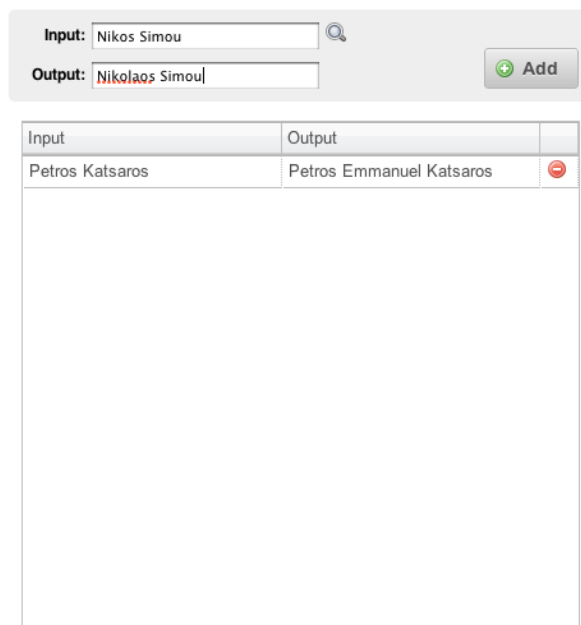 Input: Nikos Simou
Output: Nikolaos Simou
Add
Input Output
Petros Katsaros Petros Emmanuel Katsaros